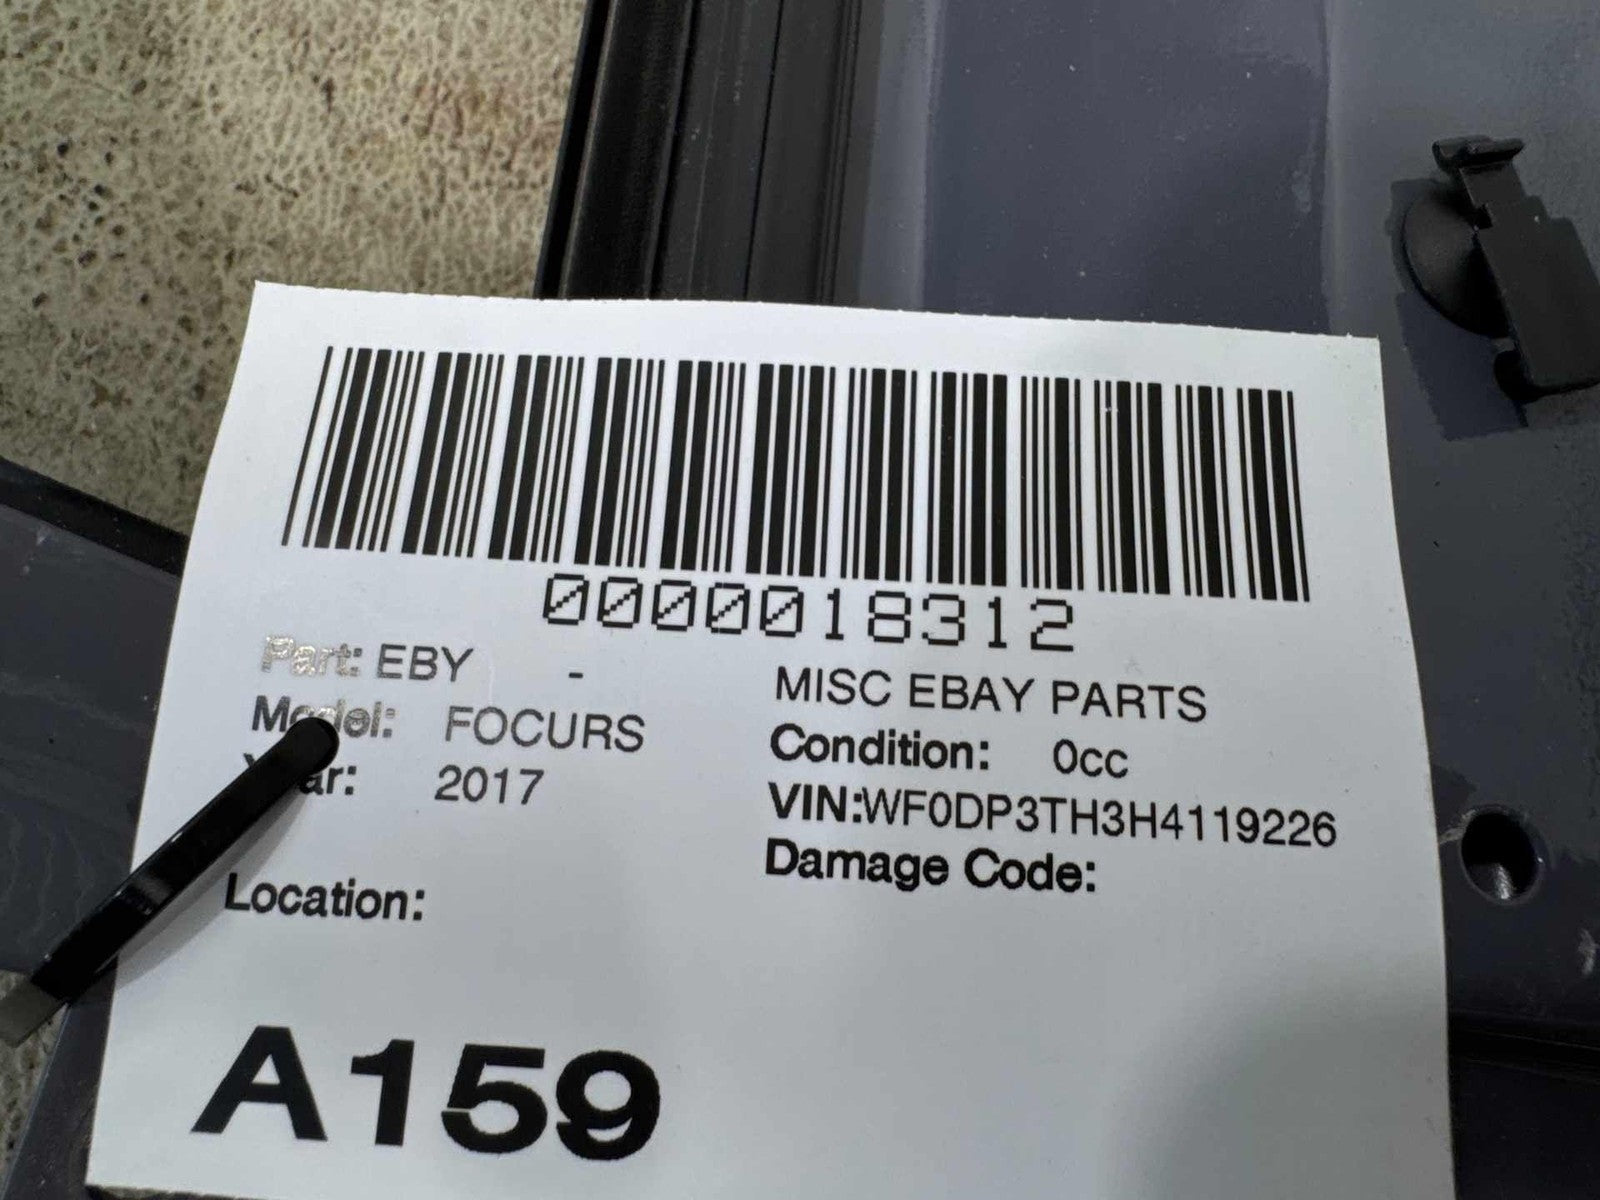 0000018312
Part: EBY - MISC EBAY PARTS
Model: FOCURS Condition: 0cc
Year: 2017 VIN:WF0DP3TH3H4119226
Damage Code:
Location:
A159